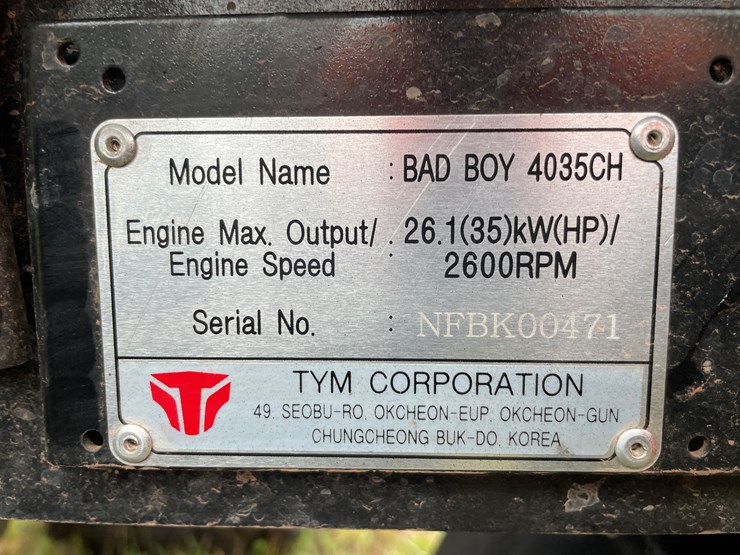 Model Name : BAD BOY 4035CH
Engine Max. Output/ : 26.1(35)kW(HP)/
Engine Speed 2600RPM
Serial No. : NFBK00471
TYM CORPORATION
49. SEOBU-RO. OKCHEON-EUP. OKCHEON-GUN
CHUNGCHEONG BUK-DO. KOREA